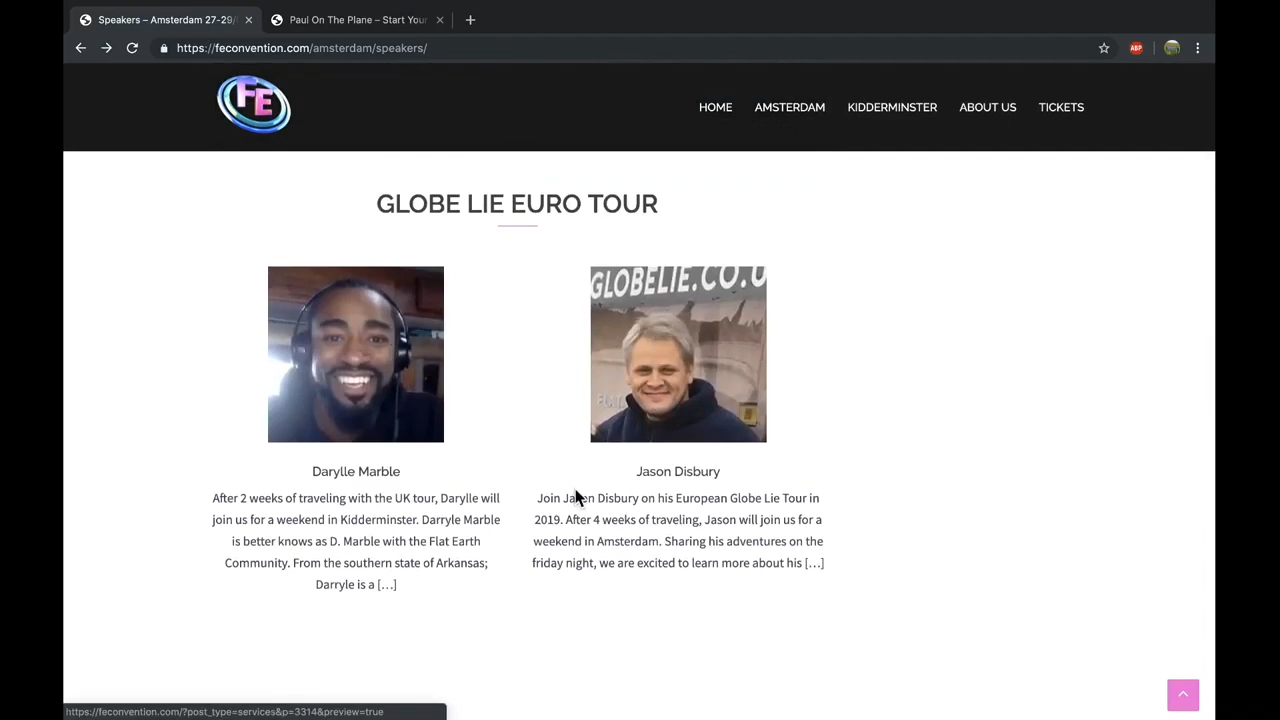 Speakers – Amsterdam 27-29/
Paul On The Plane – Start Your
https://feconvention.com/amsterdam/speakers/
ABP
FE
HOME AMSTERDAM KIDDERMINSTER ABOUT US TICKETS
GLOBE LIE EURO TOUR
GLOBELIE.CO.U
FLAT
Darylle Marble
After 2 weeks of traveling with the UK tour, Darylle will
join us for a weekend in Kidderminster. Darryle Marble
is better knows as D. Marble with the Flat Earth
Community. From the southern state of Arkansas;
Darryle is a […]
Jason Disbury
Join Jason Disbury on his European Globe Lie Tour in
2019. After 4 weeks of traveling, Jason will join us for a
weekend in Amsterdam. Sharing his adventures on the
friday night, we are excited to learn more about his […]
https://feconvention.com/?post_type=services&p=3314&preview=true